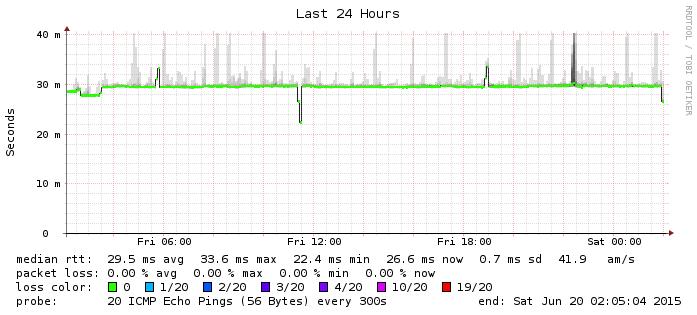 Last 24 Hours
RRDTOOL / TOBI OETIKER
Seconds
40 m
30 m
20 m
10 m
0
Fri 06:00 Fri 12:00 Fri 18:00 Sat 00:00
median rtt: 29.5 ms avg 33.6 ms max 22.4 ms min 26.6 ms now 0.7 ms sd 41.9 am/s
packet loss: 0.00 % avg 0.00 % max 0.00 % min 0.00 % now
loss color: 0 1/20 2/20 3/20 4/20 10/20 19/20
probe: 20 ICMP Echo Pings (56 Bytes) every 300s end: Sat Jun 20 02:05:04 2015